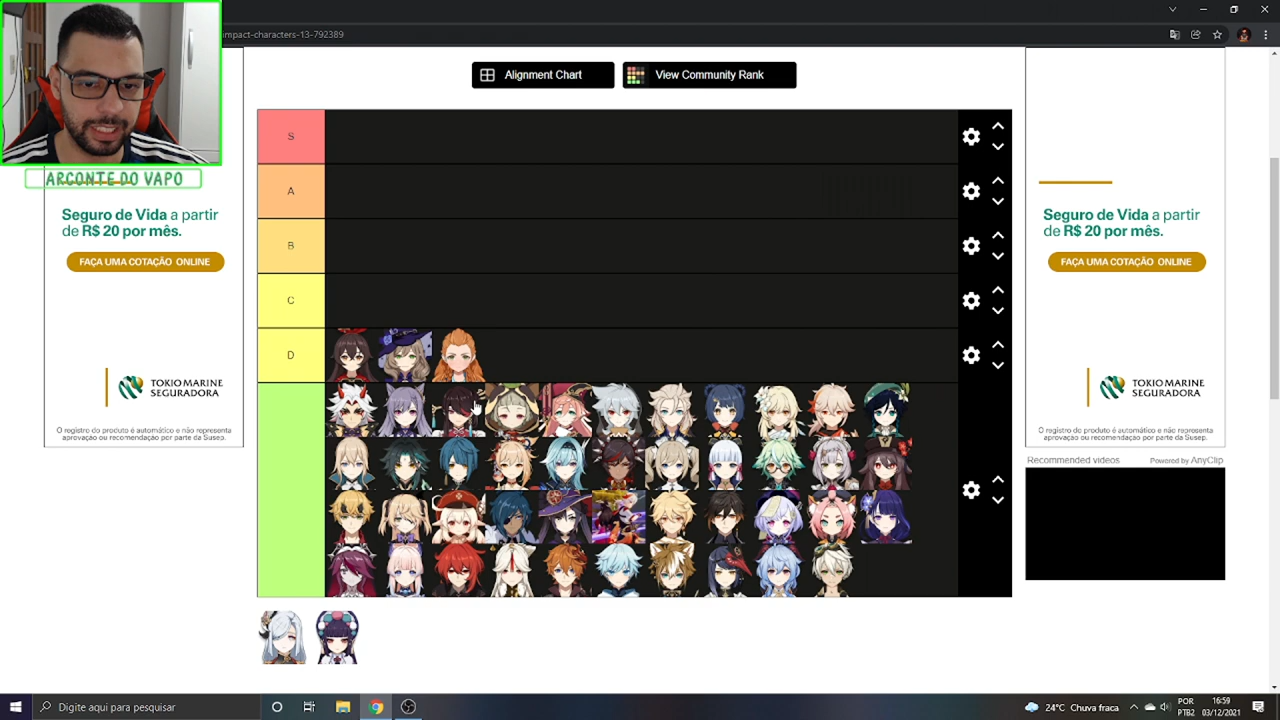 mpact-characters-13-792389
Alignment Chart
View Community Rank
ARCONTE DO VAPO
S
A
B
C
D
Seguro de Vida a partir
de R$ 20 por mês.
FAÇA UMA COTAÇÃO ONLINE
TOKIO MARINE
SEGURADORA
O registro do produto é automático e não representa
aprovação ou recomendação por parte da Susep.
Seguro de Vida a partir
de R$ 20 por mês.
FAÇA UMA COTAÇÃO ONLINE
TOKIO MARINE
SEGURADORA
O registro do produto é automático e não representa
aprovação ou recomendação por parte da Susep.
Recommended videos
Powered by AnyClip
Digite aqui para pesquisar
24°C Chuva fraca
POR
PTB2
16:59
03/12/2021